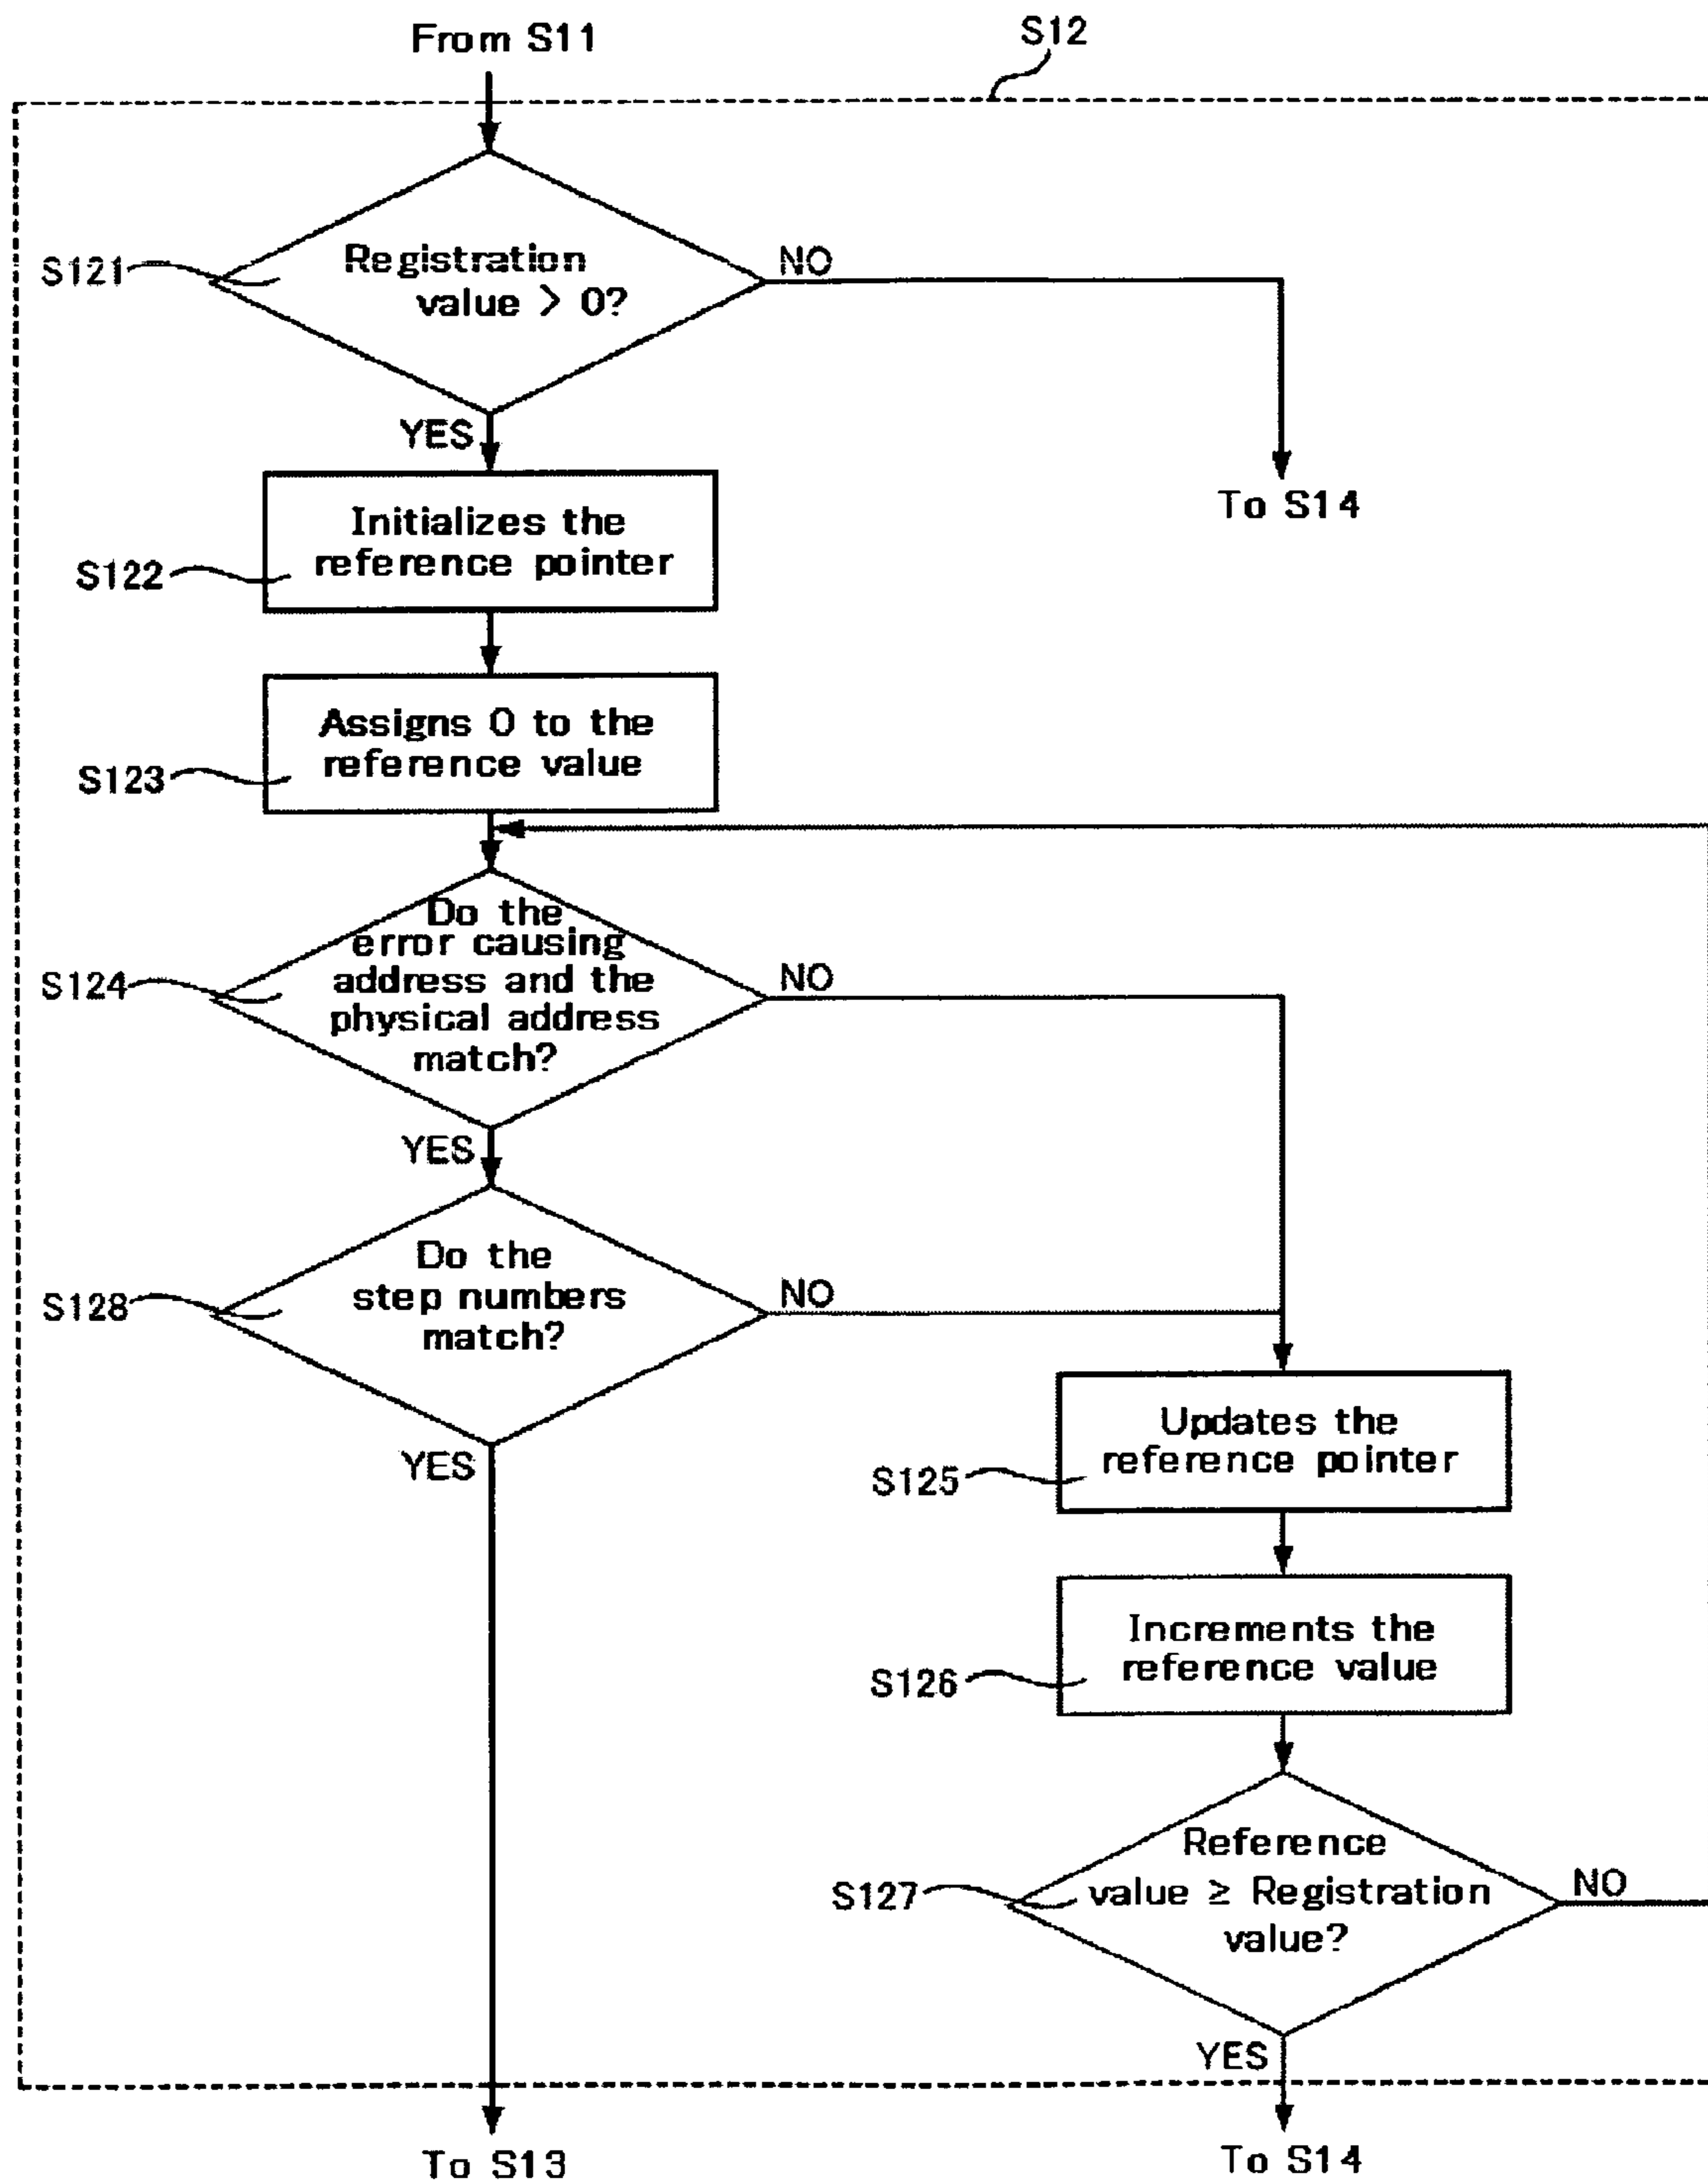 From S11
S12
S121
Registration
value > 0?
NO
YES
To S14
S122
Initializes the
reference pointer
S123
Assigns 0 to the
reference value
S124
Do the
error causing
address and the
physical address
match?
NO
YES
S128
Do the
step numbers
match?
NO
YES
S125
Updates the
reference pointer
S126
Increments the
reference value
S127
Reference
value ≥ Registration
value?
NO
YES
To S13
To S14